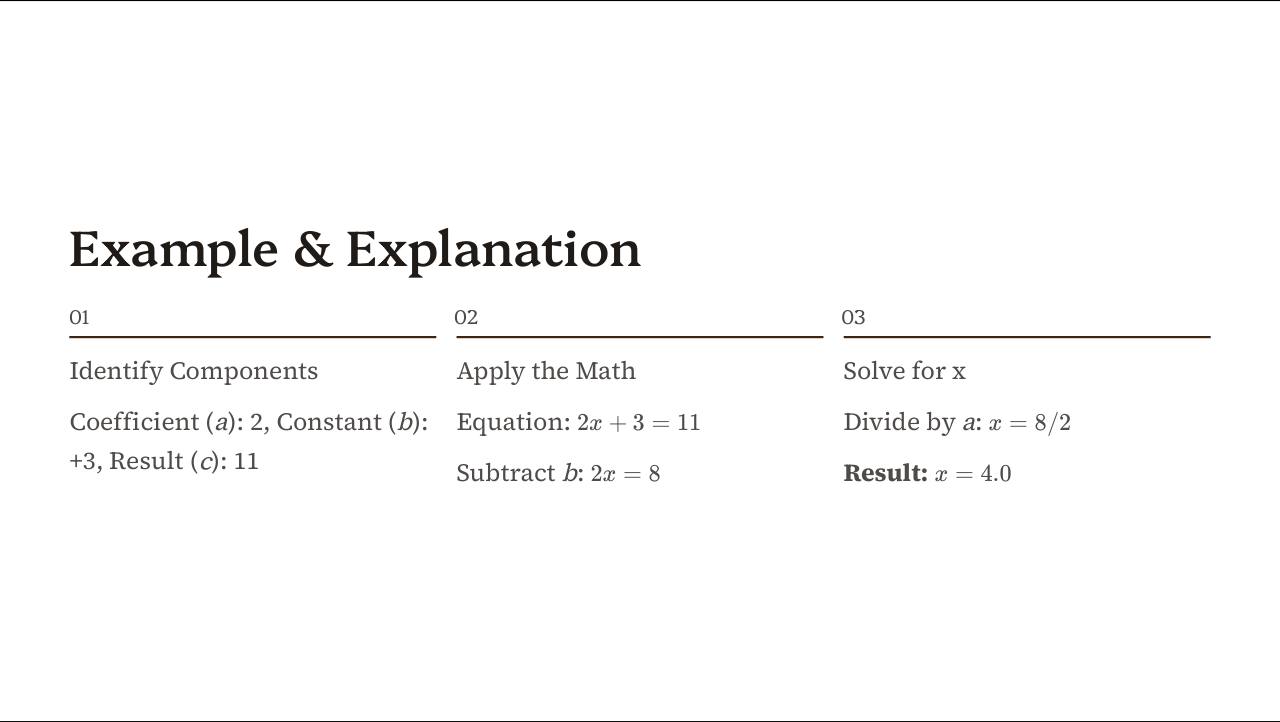 Example & Explanation
01
Identify Components
Coefficient (a): 2, Constant (b):
+3, Result (c): 11
02
Apply the Math
Equation: 2x + 3 = 11
Subtract b: 2x = 8
03
Solve for x
Divide by a: x = 8/2
Result: x = 4.0